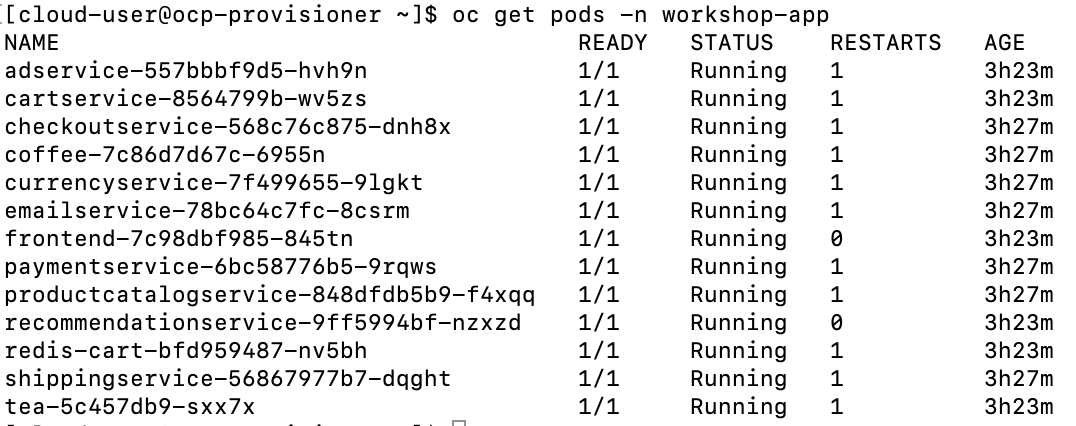 [cloud-user@ocp-provisioner ~]$ oc get pods -n workshop-app
NAME READY STATUS RESTARTS AGE
adservice-557bbbf9d5-hvh9n 1/1 Running 1 3h23m
cartservice-8564799b-wv5zs 1/1 Running 1 3h23m
checkoutservice-568c76c875-dnh8x 1/1 Running 1 3h27m
coffee-7c86d7d67c-6955n 1/1 Running 1 3h27m
currencyservice-7f499655-9lgkt 1/1 Running 1 3h27m
emailservice-78bc64c7fc-8csrm 1/1 Running 1 3h27m
frontend-7c98dbf985-845tn 1/1 Running 0 3h23m
paymentservice-6bc58776b5-9rqws 1/1 Running 1 3h27m
productcatalogservice-848dfdb5b9-f4xqq 1/1 Running 1 3h27m
recommendationservice-9ff5994bf-nzxzd 1/1 Running 0 3h23m
redis-cart-bfd959487-nv5bh 1/1 Running 1 3h23m
shippingservice-56867977b7-dqght 1/1 Running 1 3h27m
tea-5c457db9-sxx7x 1/1 Running 1 3h23m